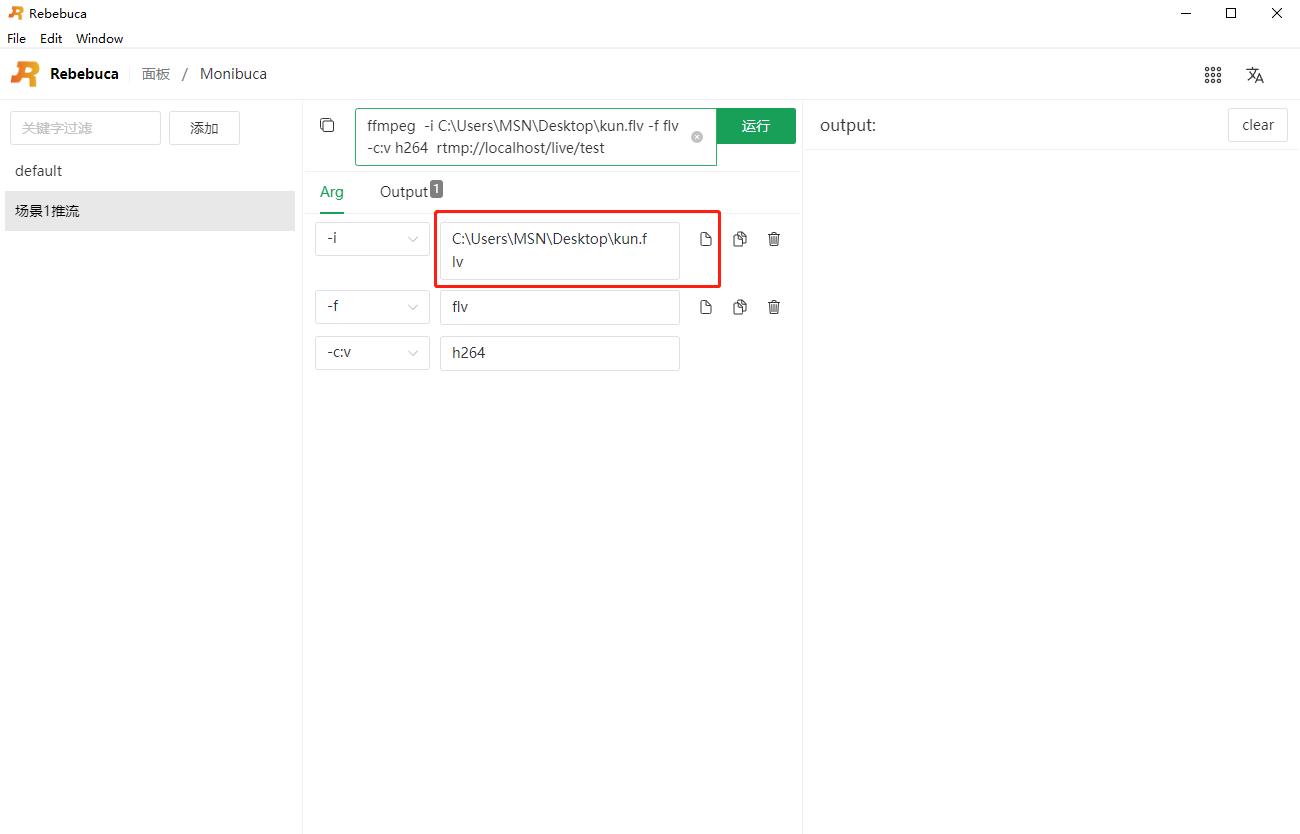 Rebebuca
File Edit Window
Rebebuca 面板 / Monibuca
关键字过滤 添加
default
场景1推流
ffmpeg -i C:\Users\MSN\Desktop\kun.flv -f flv
-c:v h264 rtmp://localhost/live/test
运行
Arg Output 1
-i
C:\Users\MSN\Desktop\kun.f
lv
-f flv
-c:v h264
output: clear